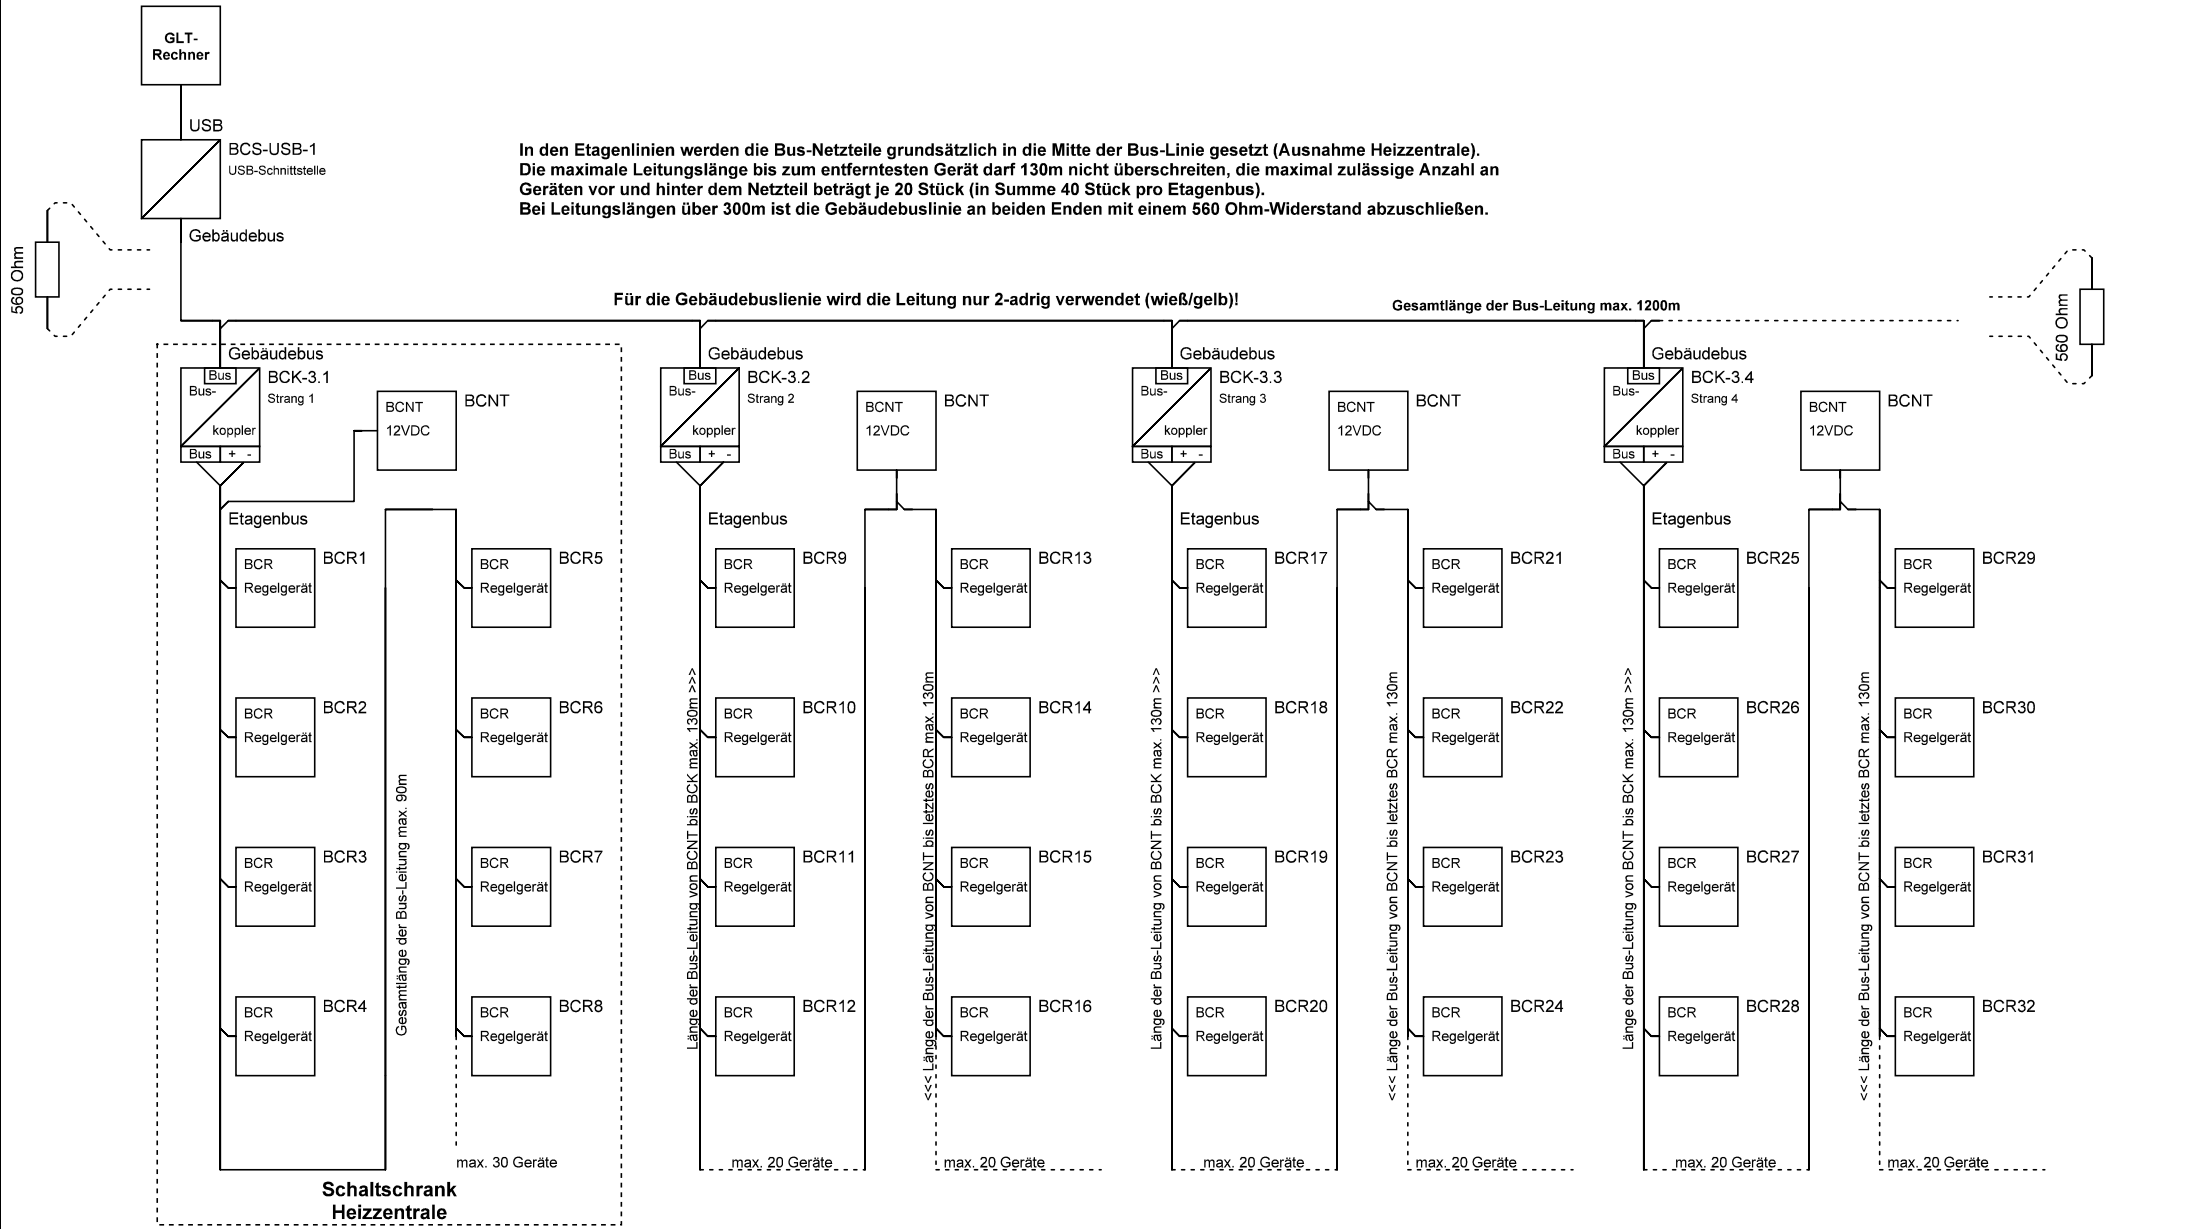 GLT-
Rechner
USB
BCS-USB-1
USB-Schnittstelle
In den Etagenlinien werden die Bus-Netzteile grundsätzlich in die Mitte der Bus-Linie gesetzt (Ausnahme Heizzentrale).
Die maximale Leitungslänge bis zum entferntesten Gerät darf 130m nicht überschreiten, die maximal zulässige Anzahl an
Geräten vor und hinter dem Netzteil beträgt je 20 Stück (in Summe 40 Stück pro Etagenbus).
Bei Leitungslängen über 300m ist die Gebäudebuslinie an beiden Enden mit einem 560 Ohm-Widerstand abzuschließen.
Gebäudebus
560 Ohm
Für die Gebäudebuslienie wird die Leitung nur 2-adrig verwendet (wieß/gelb)!
Gesamtlänge der Bus-Leitung max. 1200m
560 Ohm
Gebäudebus
Bus
Bus-
koppler
Bus + -
BCK-3.1
Strang 1
BCNT
12VDC
BCNT
Etagenbus
BCR
Regelgerät
BCR1
BCR
Regelgerät
BCR2
BCR
Regelgerät
BCR3
BCR
Regelgerät
BCR4
Gesamtlänge der Bus-Leitung max. 90m
BCR
Regelgerät
BCR5
BCR
Regelgerät
BCR6
BCR
Regelgerät
BCR7
BCR
Regelgerät
BCR8
max. 30 Geräte
Schaltschrank
Heizzentrale
Gebäudebus
Bus
Bus-
koppler
Bus + -
BCK-3.2
Strang 2
BCNT
12VDC
BCNT
Etagenbus
Länge der Bus-Leitung von BCNT bis BCK max. 130m >>>
BCR
Regelgerät
BCR9
BCR
Regelgerät
BCR10
BCR
Regelgerät
BCR11
BCR
Regelgerät
BCR12
max. 20 Geräte
<<< Länge der Bus-Leitung von BCNT bis letztes BCR max. 130m
BCR
Regelgerät
BCR13
BCR
Regelgerät
BCR14
BCR
Regelgerät
BCR15
BCR
Regelgerät
BCR16
max. 20 Geräte
Gebäudebus
Bus
Bus-
koppler
Bus + -
BCK-3.3
Strang 3
BCNT
12VDC
BCNT
Etagenbus
Länge der Bus-Leitung von BCNT bis BCK max. 130m >>>
BCR
Regelgerät
BCR17
BCR
Regelgerät
BCR18
BCR
Regelgerät
BCR19
BCR
Regelgerät
BCR20
max. 20 Geräte
<<< Länge der Bus-Leitung von BCNT bis letztes BCR max. 130m
BCR
Regelgerät
BCR21
BCR
Regelgerät
BCR22
BCR
Regelgerät
BCR23
BCR
Regelgerät
BCR24
max. 20 Geräte
Gebäudebus
Bus
Bus-
koppler
Bus + -
BCK-3.4
Strang 4
BCNT
12VDC
BCNT
Etagenbus
Länge der Bus-Leitung von BCNT bis BCK max. 130m >>>
BCR
Regelgerät
BCR25
BCR
Regelgerät
BCR26
BCR
Regelgerät
BCR27
BCR
Regelgerät
BCR28
max. 20 Geräte
<<< Länge der Bus-Leitung von BCNT bis letztes BCR max. 130m
BCR
Regelgerät
BCR29
BCR
Regelgerät
BCR30
BCR
Regelgerät
BCR31
BCR
Regelgerät
BCR32
max. 20 Geräte